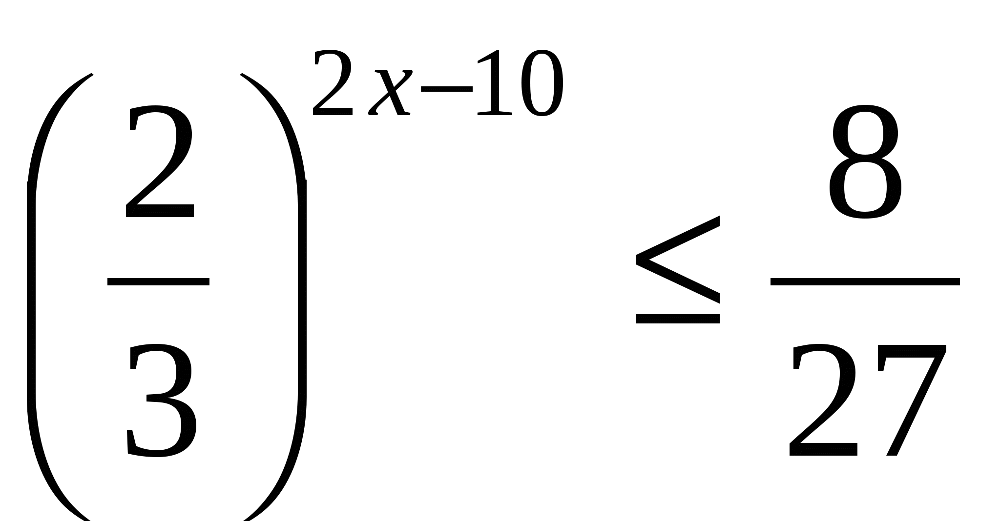 (2/3)^{2x–10} ≤ 8/27